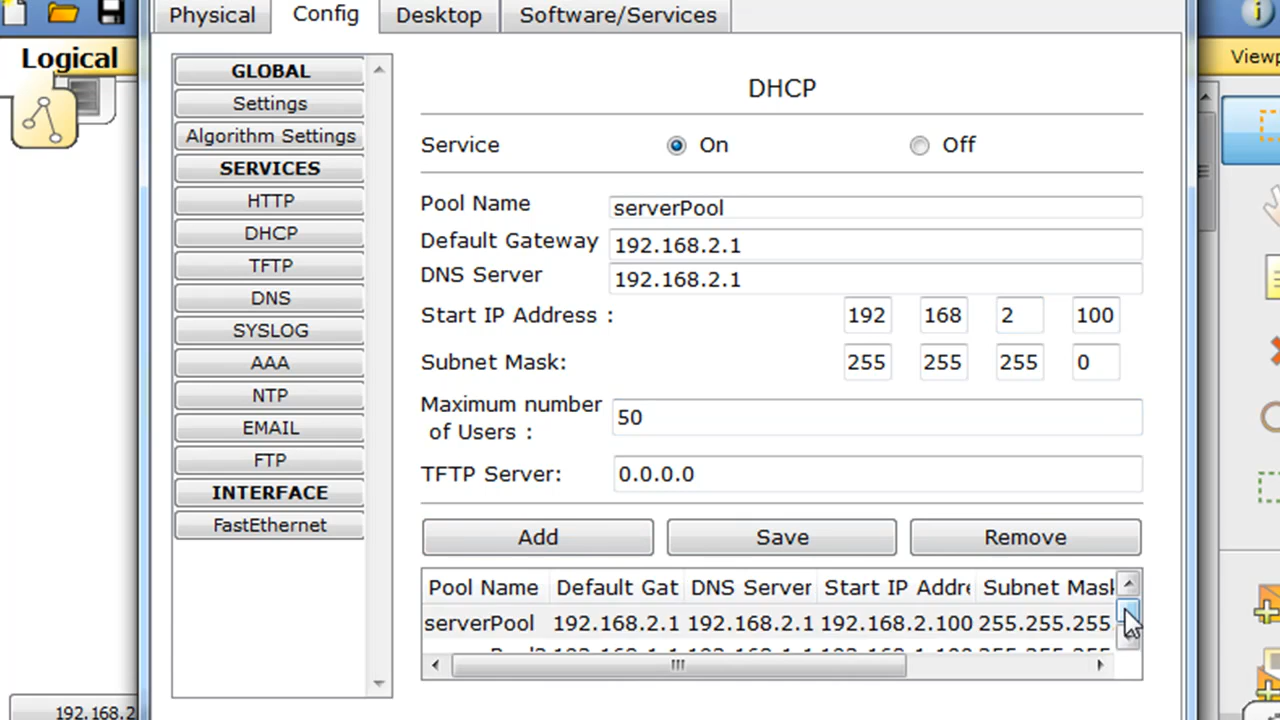 Physical Config Desktop Software/Services
Logical
Viewp
GLOBAL
Settings
Algorithm Settings
SERVICES
HTTP
DHCP
TFTP
DNS
SYSLOG
AAA
NTP
EMAIL
FTP
INTERFACE
FastEthernet
DHCP
Service On Off
Pool Name serverPool
Default Gateway 192.168.2.1
DNS Server 192.168.2.1
Start IP Address : 192 168 2 100
Subnet Mask: 255 255 255 0
Maximum number
of Users : 50
TFTP Server: 0.0.0.0
Add Save Remove
Pool Name Default Gat DNS Server Start IP Addre Subnet Mask
serverPool 192.168.2.1 192.168.2.1 192.168.2.100 255.255.255
192.168.2